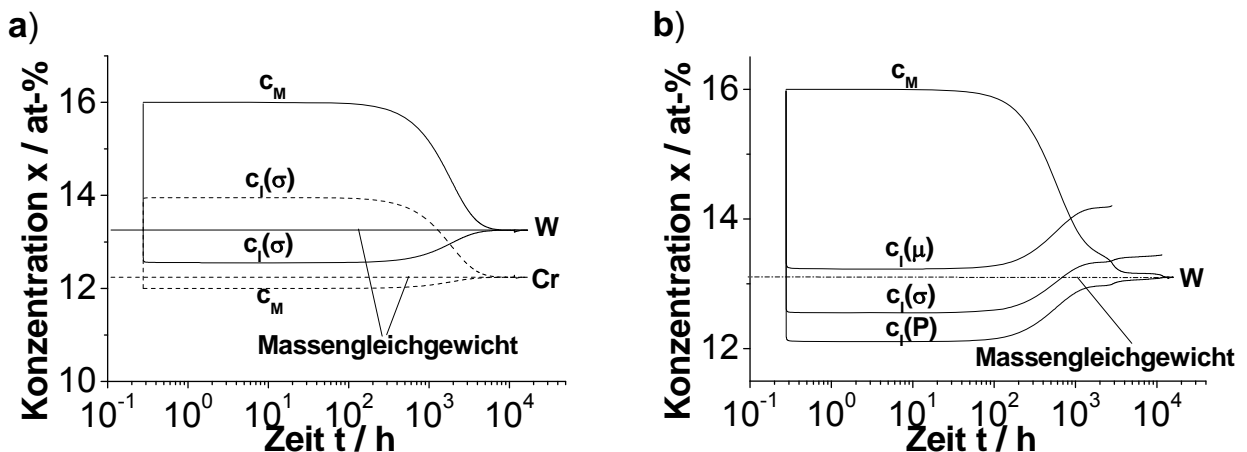 a)
Konzentration x / at-%
16
14
12
10
c_M
c_I(σ)
c_I(σ)
c_M
W
Cr
Massengleichgewicht
10^-1 10^0 10^1 10^2 10^3 10^4
Zeit t / h
b)
Konzentration x / at-%
16
14
12
c_M
c_I(μ)
c_I(σ)
c_I(P)
W
Massengleichgewicht
10^-1 10^0 10^1 10^2 10^3 10^4
Zeit t / h